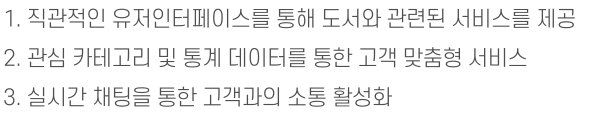 1. 직관적인 유저인터페이스를 통해 도서와 관련된 서비스를 제공
2. 관심 카테고리 및 통계 데이터를 통한 고객 맞춤형 서비스
3. 실시간 채팅을 통한 고객과의 소통 활성화